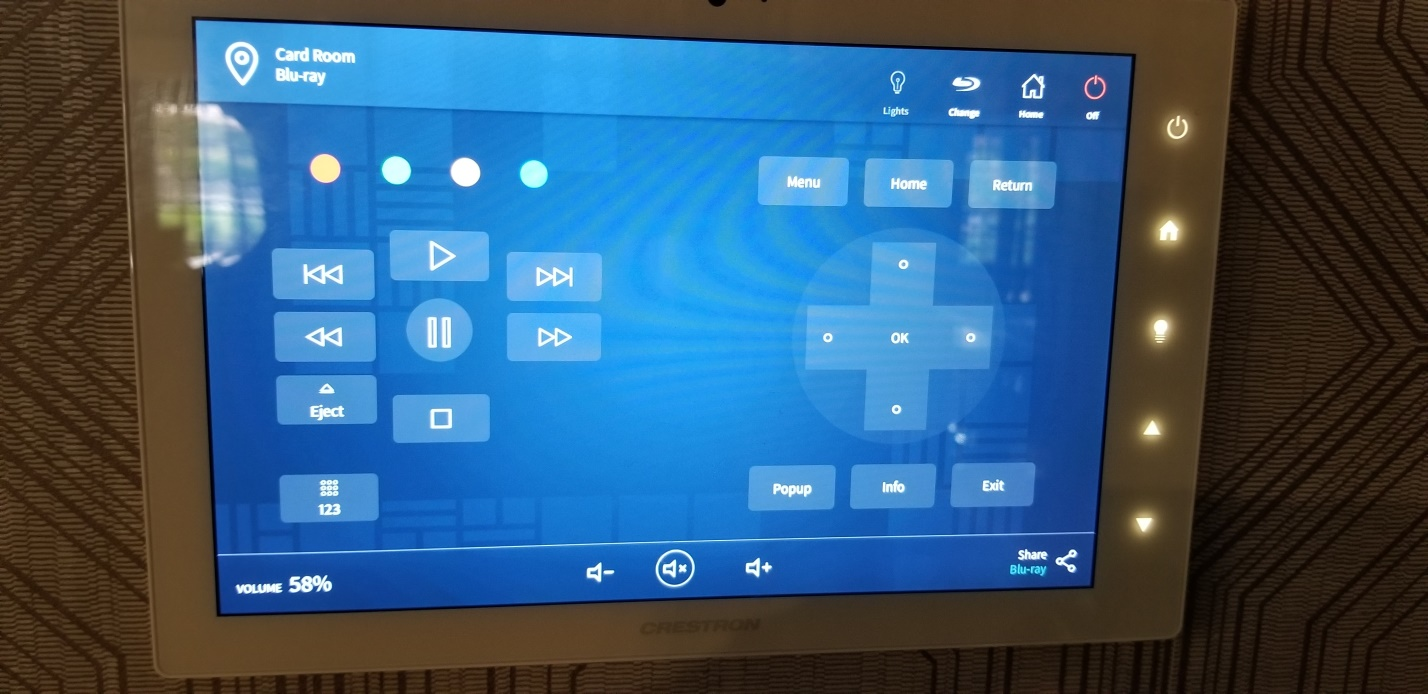 Card Room
Blu-ray
Lights
Change
Home
Off
Menu
Home
Return
OK
Eject
123
Popup
Info
Exit
VOLUME 58%
Share
Blu-ray
CRESTRON